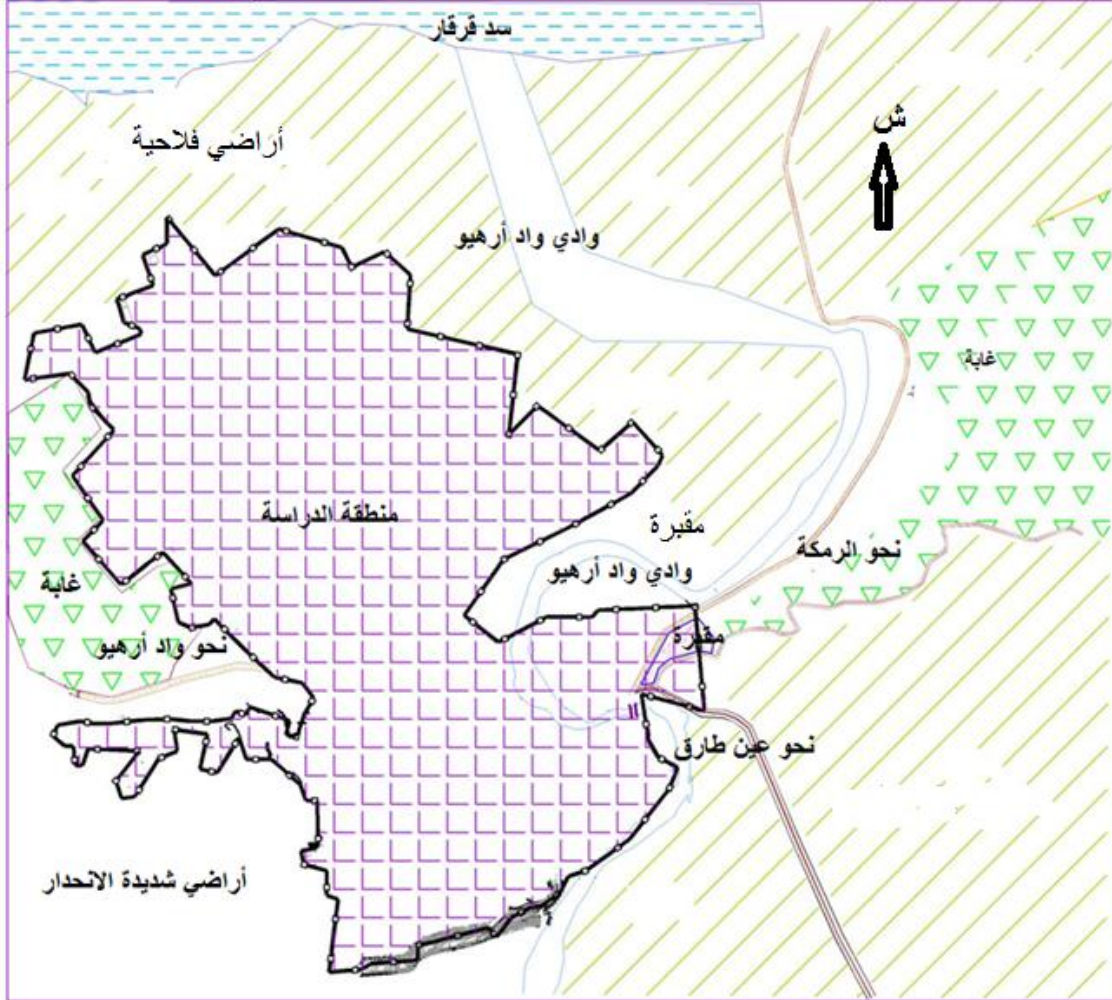 سد قرقار
ش
أراضي فلاحية
وادي واد أرهيو
غابة
منطقة الدراسة
مقبرة
نحو الرمكة
وادي واد أرهيو
غابة
مقبرة
نحو واد أرهيو
نحو عين طارق
أراضي شديدة الانحدار